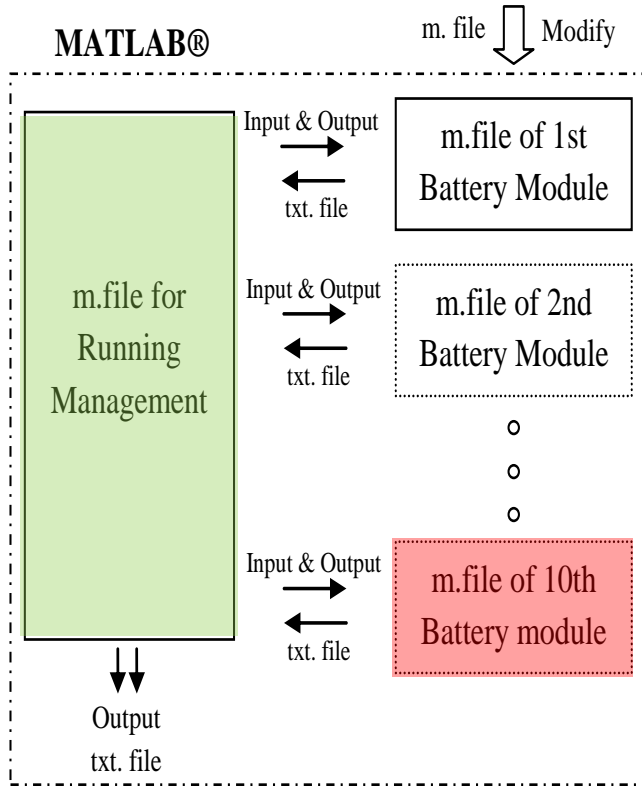 MATLAB®
m. file
Modify
m.file for
Running
Management
Input & Output
txt. file
m.file of 1st
Battery Module
Input & Output
txt. file
m.file of 2nd
Battery Module
Input & Output
txt. file
m.file of 10th
Battery module
Output
txt. file